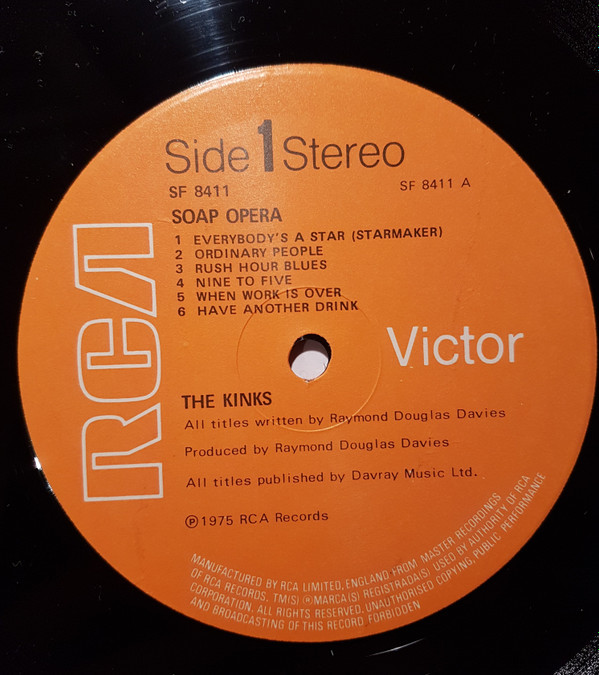 Side 1 Stereo
SF 8411
SF 8411 A
SOAP OPERA
1 EVERYBODY'S A STAR (STARMAKER)
2 ORDINARY PEOPLE
3 RUSH HOUR BLUES
4 NINE TO FIVE
5 WHEN WORK IS OVER
6 HAVE ANOTHER DRINK
RCA
Victor
THE KINKS
All titles written by Raymond Douglas Davies
Produced by Raymond Douglas Davies
All titles published by Davray Music Ltd.
℗1975 RCA Records
MANUFACTURED BY RCA LIMITED, ENGLAND FROM MASTER RECORDINGS
OF RCA RECORDS. TM(S) ® MARCA(S) REGISTRADA(S) USED BY AUTHORITY OF RCA
CORPORATION. ALL RIGHTS RESERVED. UNAUTHORISED COPYING, PUBLIC PERFORMANCE
AND BROADCASTING OF THIS RECORD FORBIDDEN